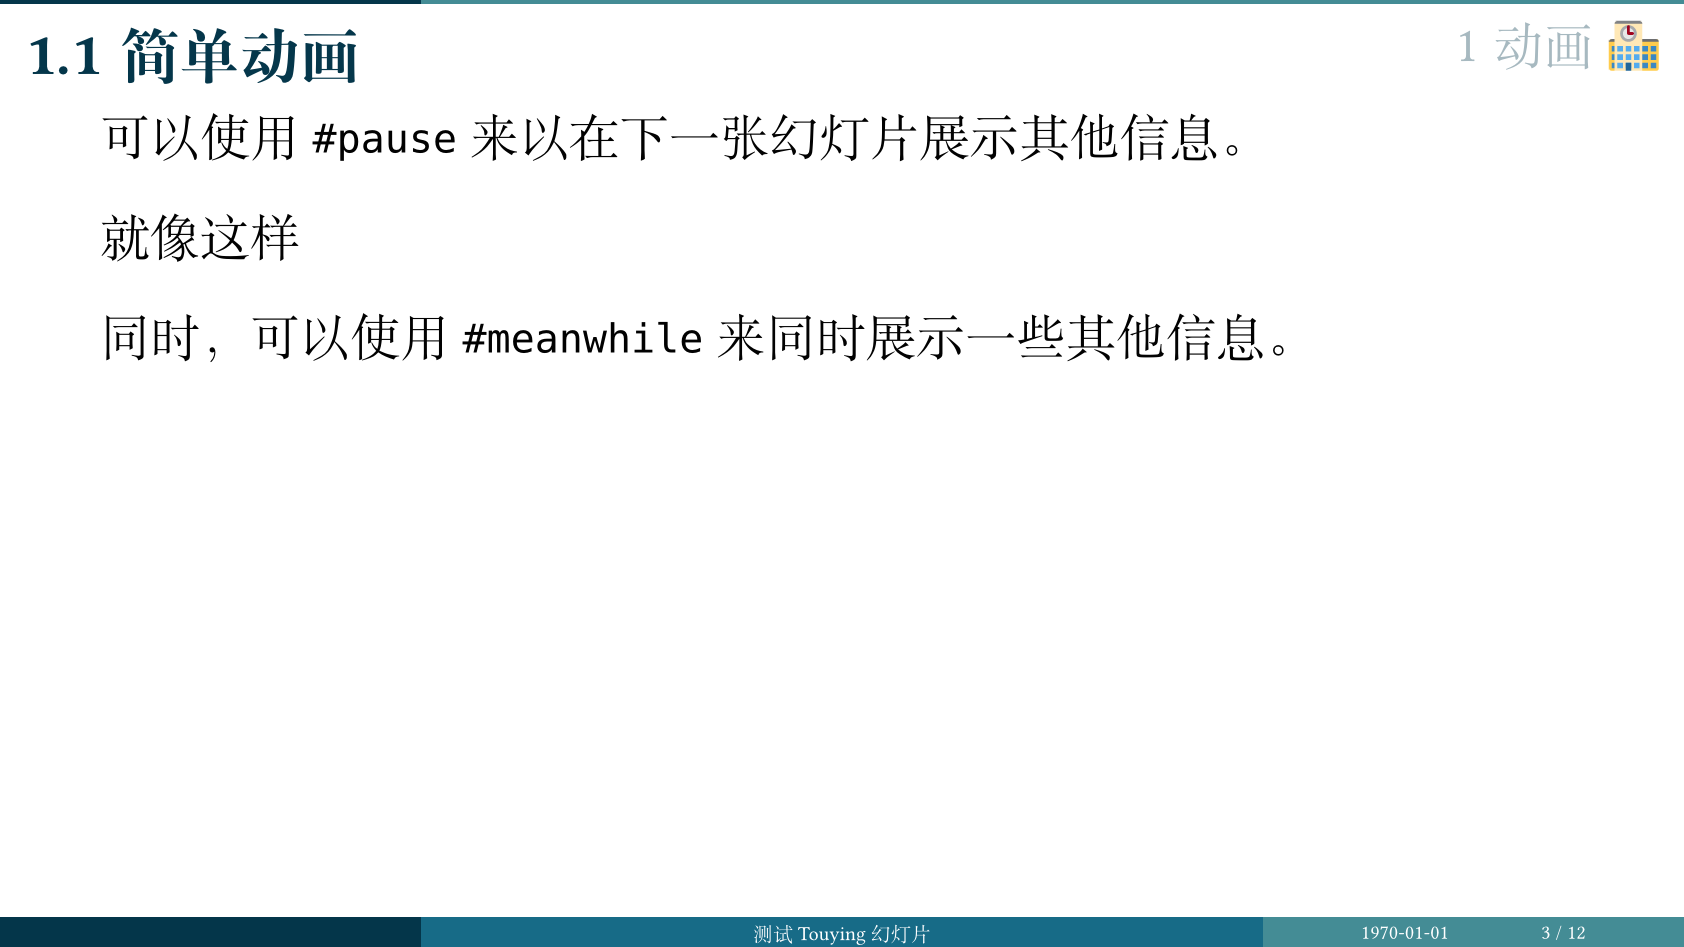 1.1 简单动画
1 动画
可以使用 #pause 来以在下一张幻灯片展示其他信息。
就像这样
同时，可以使用 #meanwhile 来同时展示一些其他信息。
测试 Touying 幻灯片
1970-01-01
3 / 12